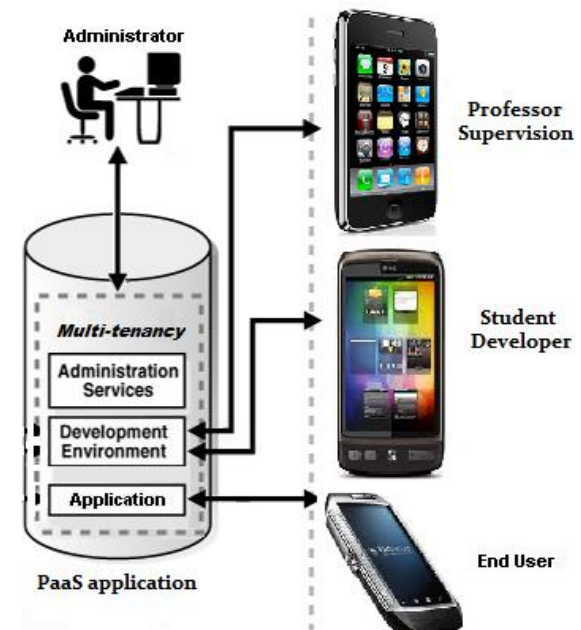 Administrator
Professor
Supervision
Multi-tenancy
Administration
Services
Student
Developer
Development
Environment
Application
End User
PaaS application